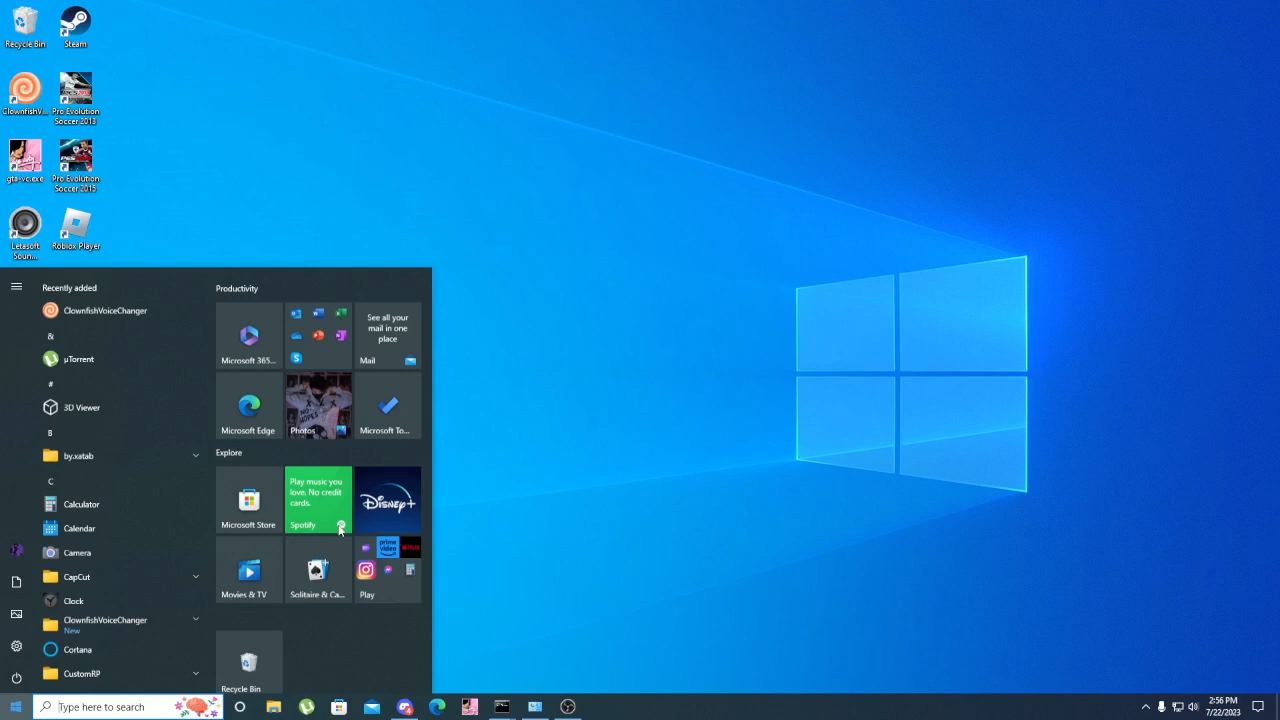 Recycle Bin
Steam
ClownfishV...
Pro Evolution
Soccer 2013
gta-vc.exe
Pro Evolution
Soccer 2015
Letasoft
Soun...
Roblox Player
Recently added
ClownfishVoiceChanger
&
µTorrent
#
3D Viewer
B
by.xatab
C
Calculator
Calendar
Camera
CapCut
Clock
ClownfishVoiceChanger
New
Cortana
CustomRP
Productivity
Microsoft 365...
See all your
mail in one
place
Mail
Microsoft Edge
Photos
Microsoft To...
Explore
Microsoft Store
Play music you
love. No credit
cards.
Spotify
Disney+
Movies & TV
Solitaire & Ca...
prime
video
Play
Recycle Bin
Type here to search
2:56 PM
7/22/2023